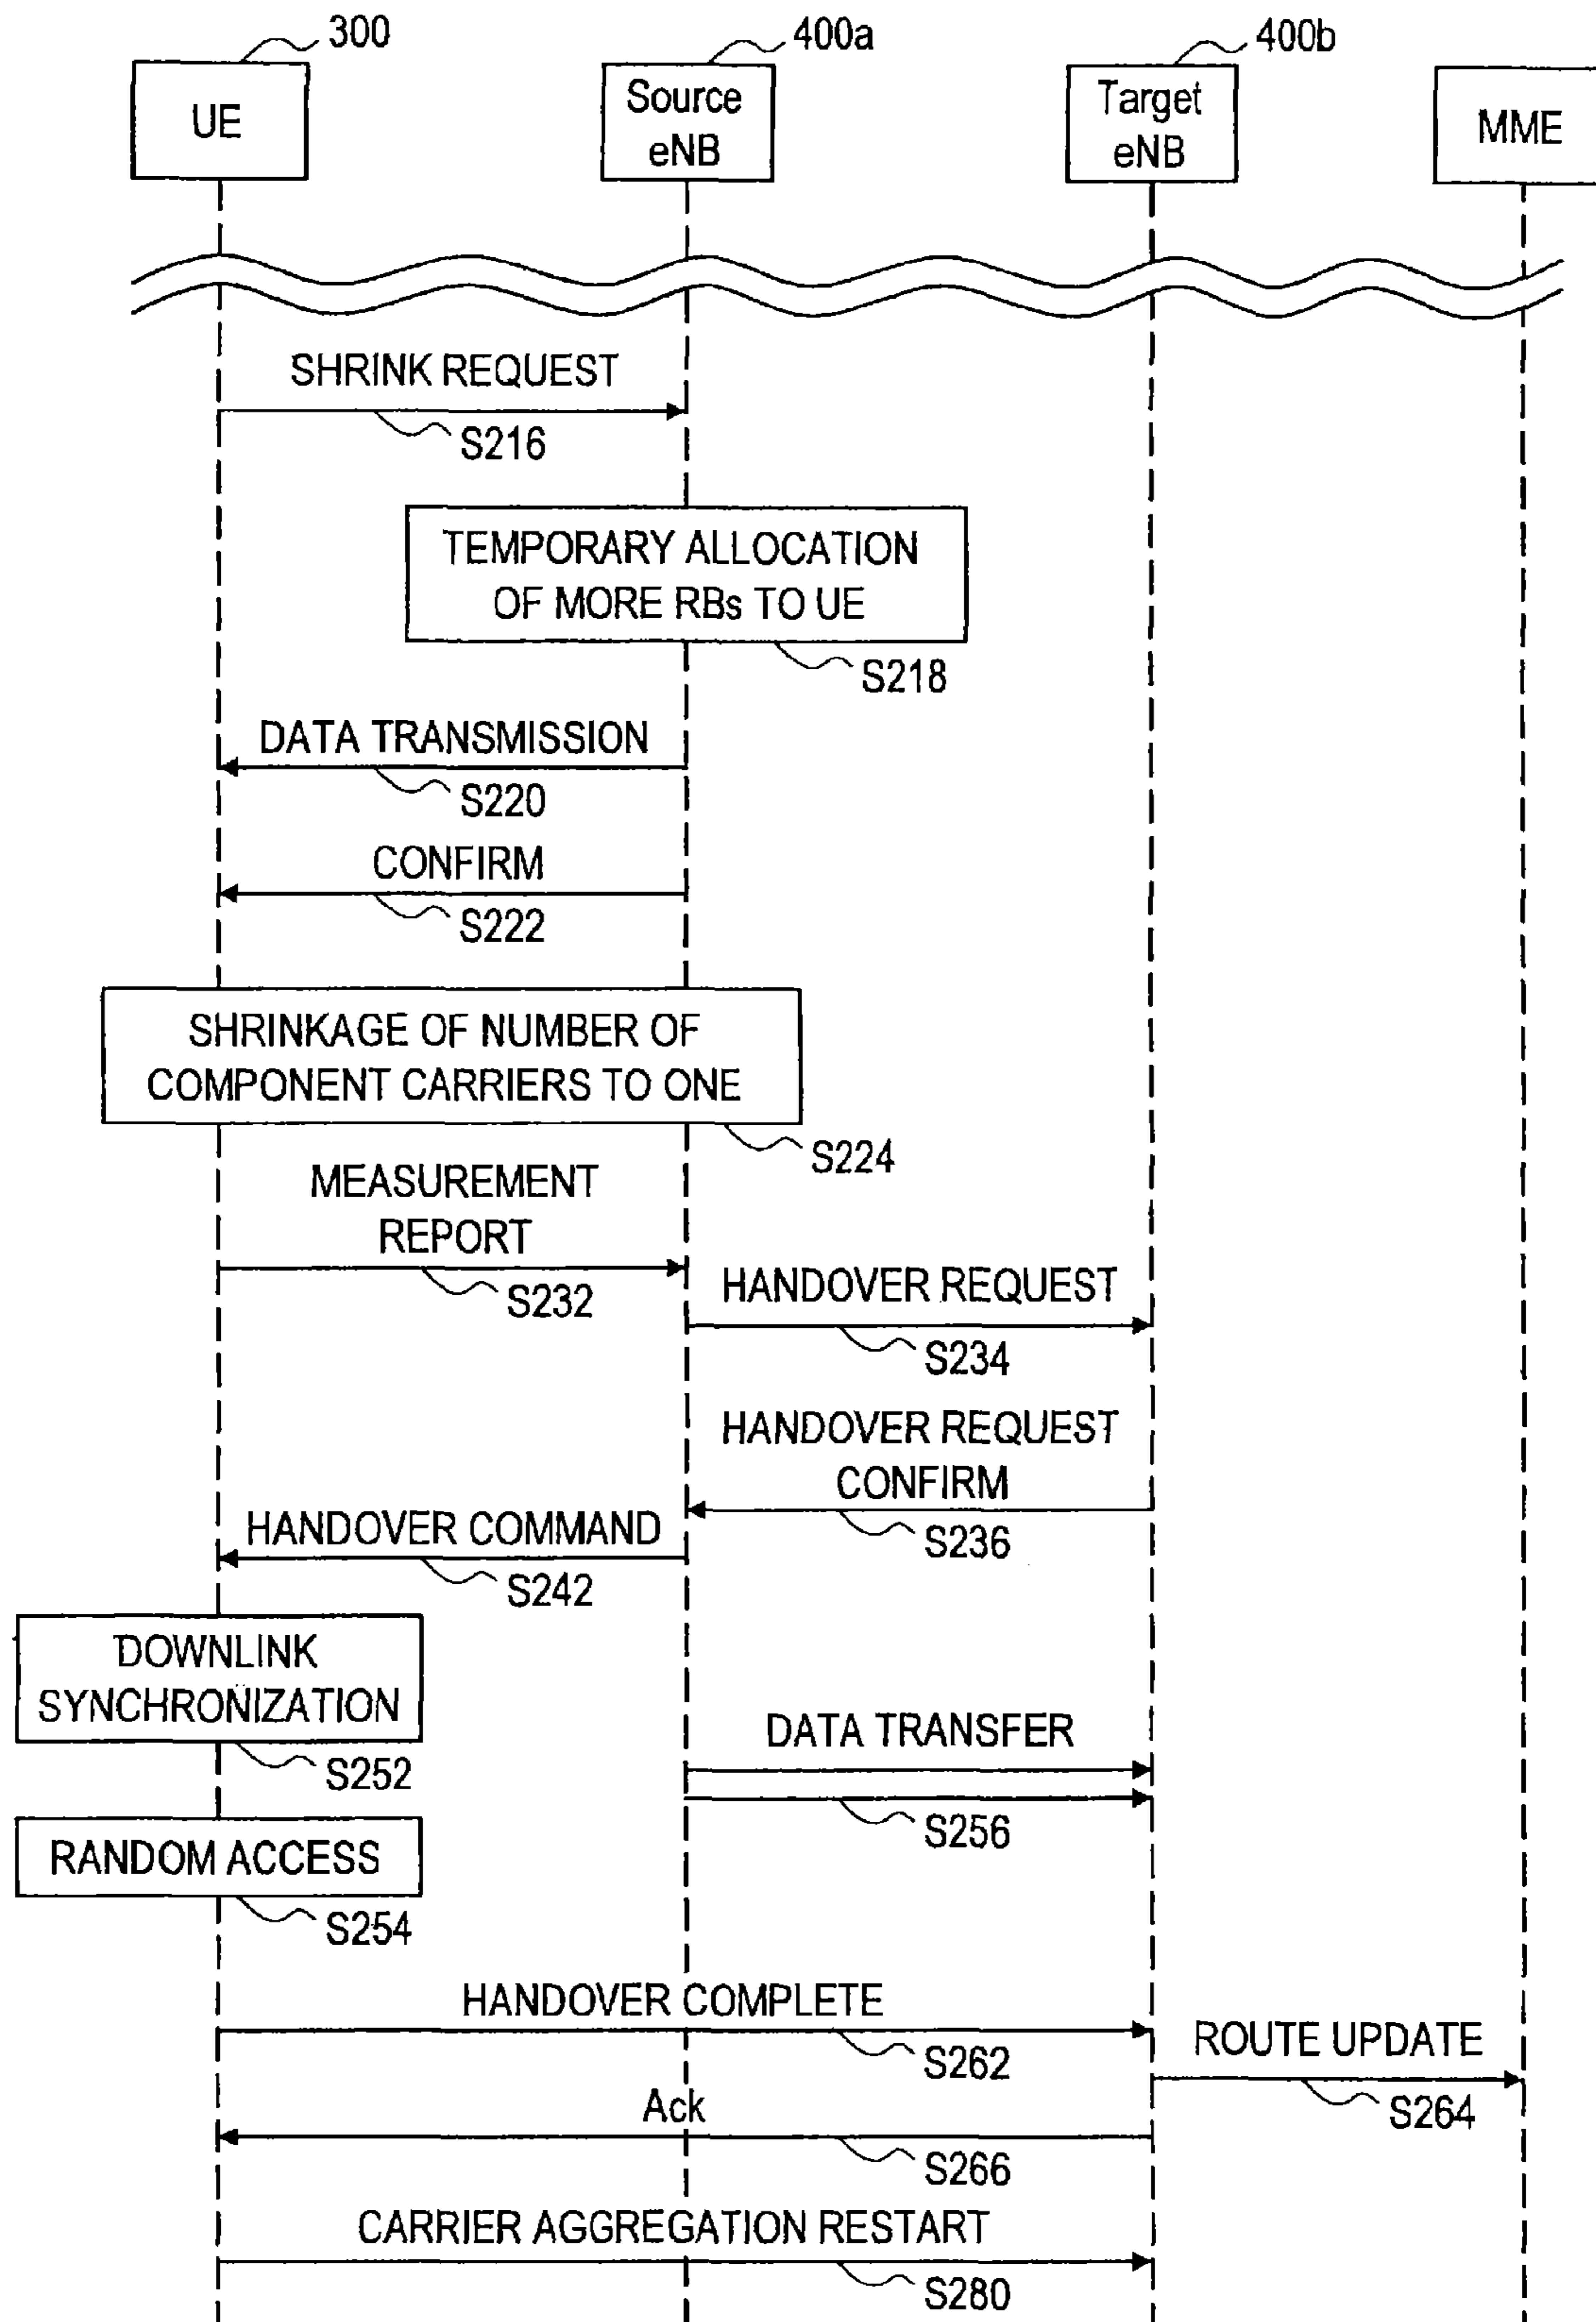 300
400a
400b
UE
Source
eNB
Target
eNB
MME
SHRINK REQUEST
S216
TEMPORARY ALLOCATION
OF MORE RBs TO UE
S218
DATA TRANSMISSION
S220
CONFIRM
S222
SHRINKAGE OF NUMBER OF
COMPONENT CARRIERS TO ONE
S224
MEASUREMENT
REPORT
S232
HANDOVER REQUEST
S234
HANDOVER REQUEST
CONFIRM
S236
HANDOVER COMMAND
S242
DOWNLINK
SYNCHRONIZATION
S252
DATA TRANSFER
S256
RANDOM ACCESS
S254
HANDOVER COMPLETE
S262
ROUTE UPDATE
S264
Ack
S266
CARRIER AGGREGATION RESTART
S280